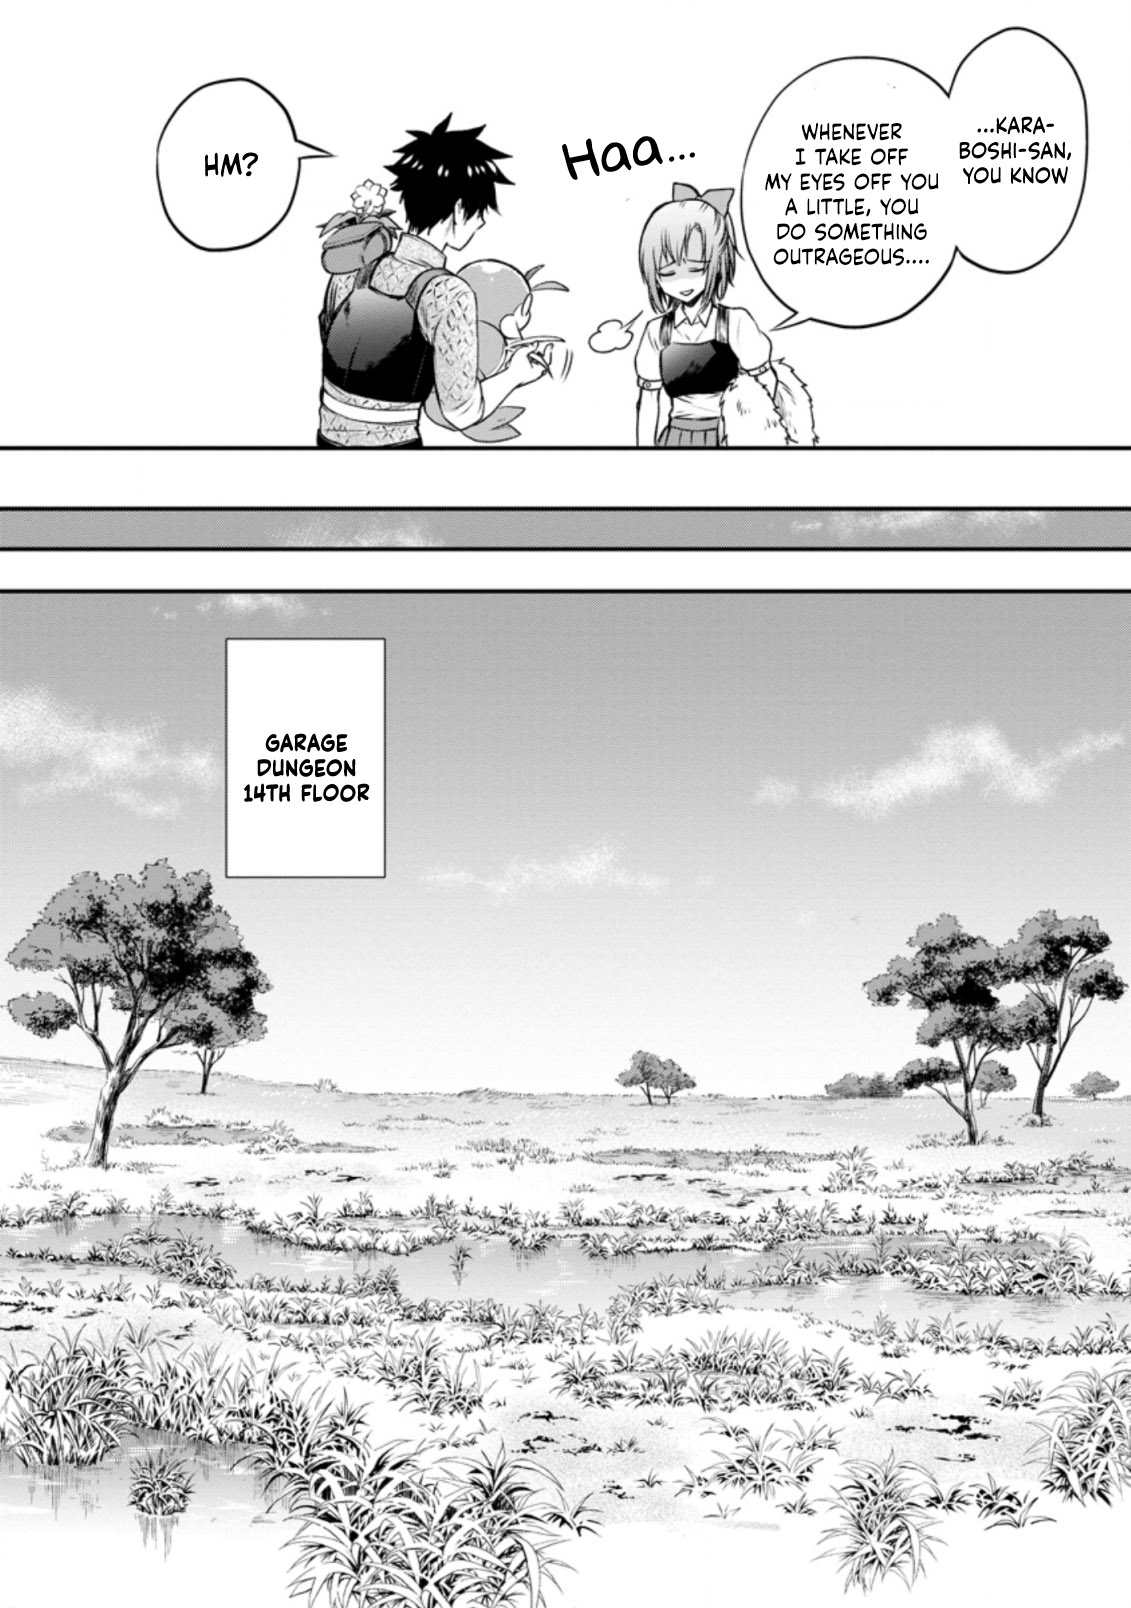 ...KARA-
BOSHI-SAN,
YOU KNOW
WHENEVER
I TAKE OFF
MY EYES OFF YOU
A LITTLE, YOU
DO SOMETHING
OUTRAGEOUS....
Haa...
HM?
GARAGE
DUNGEON
14TH FLOOR